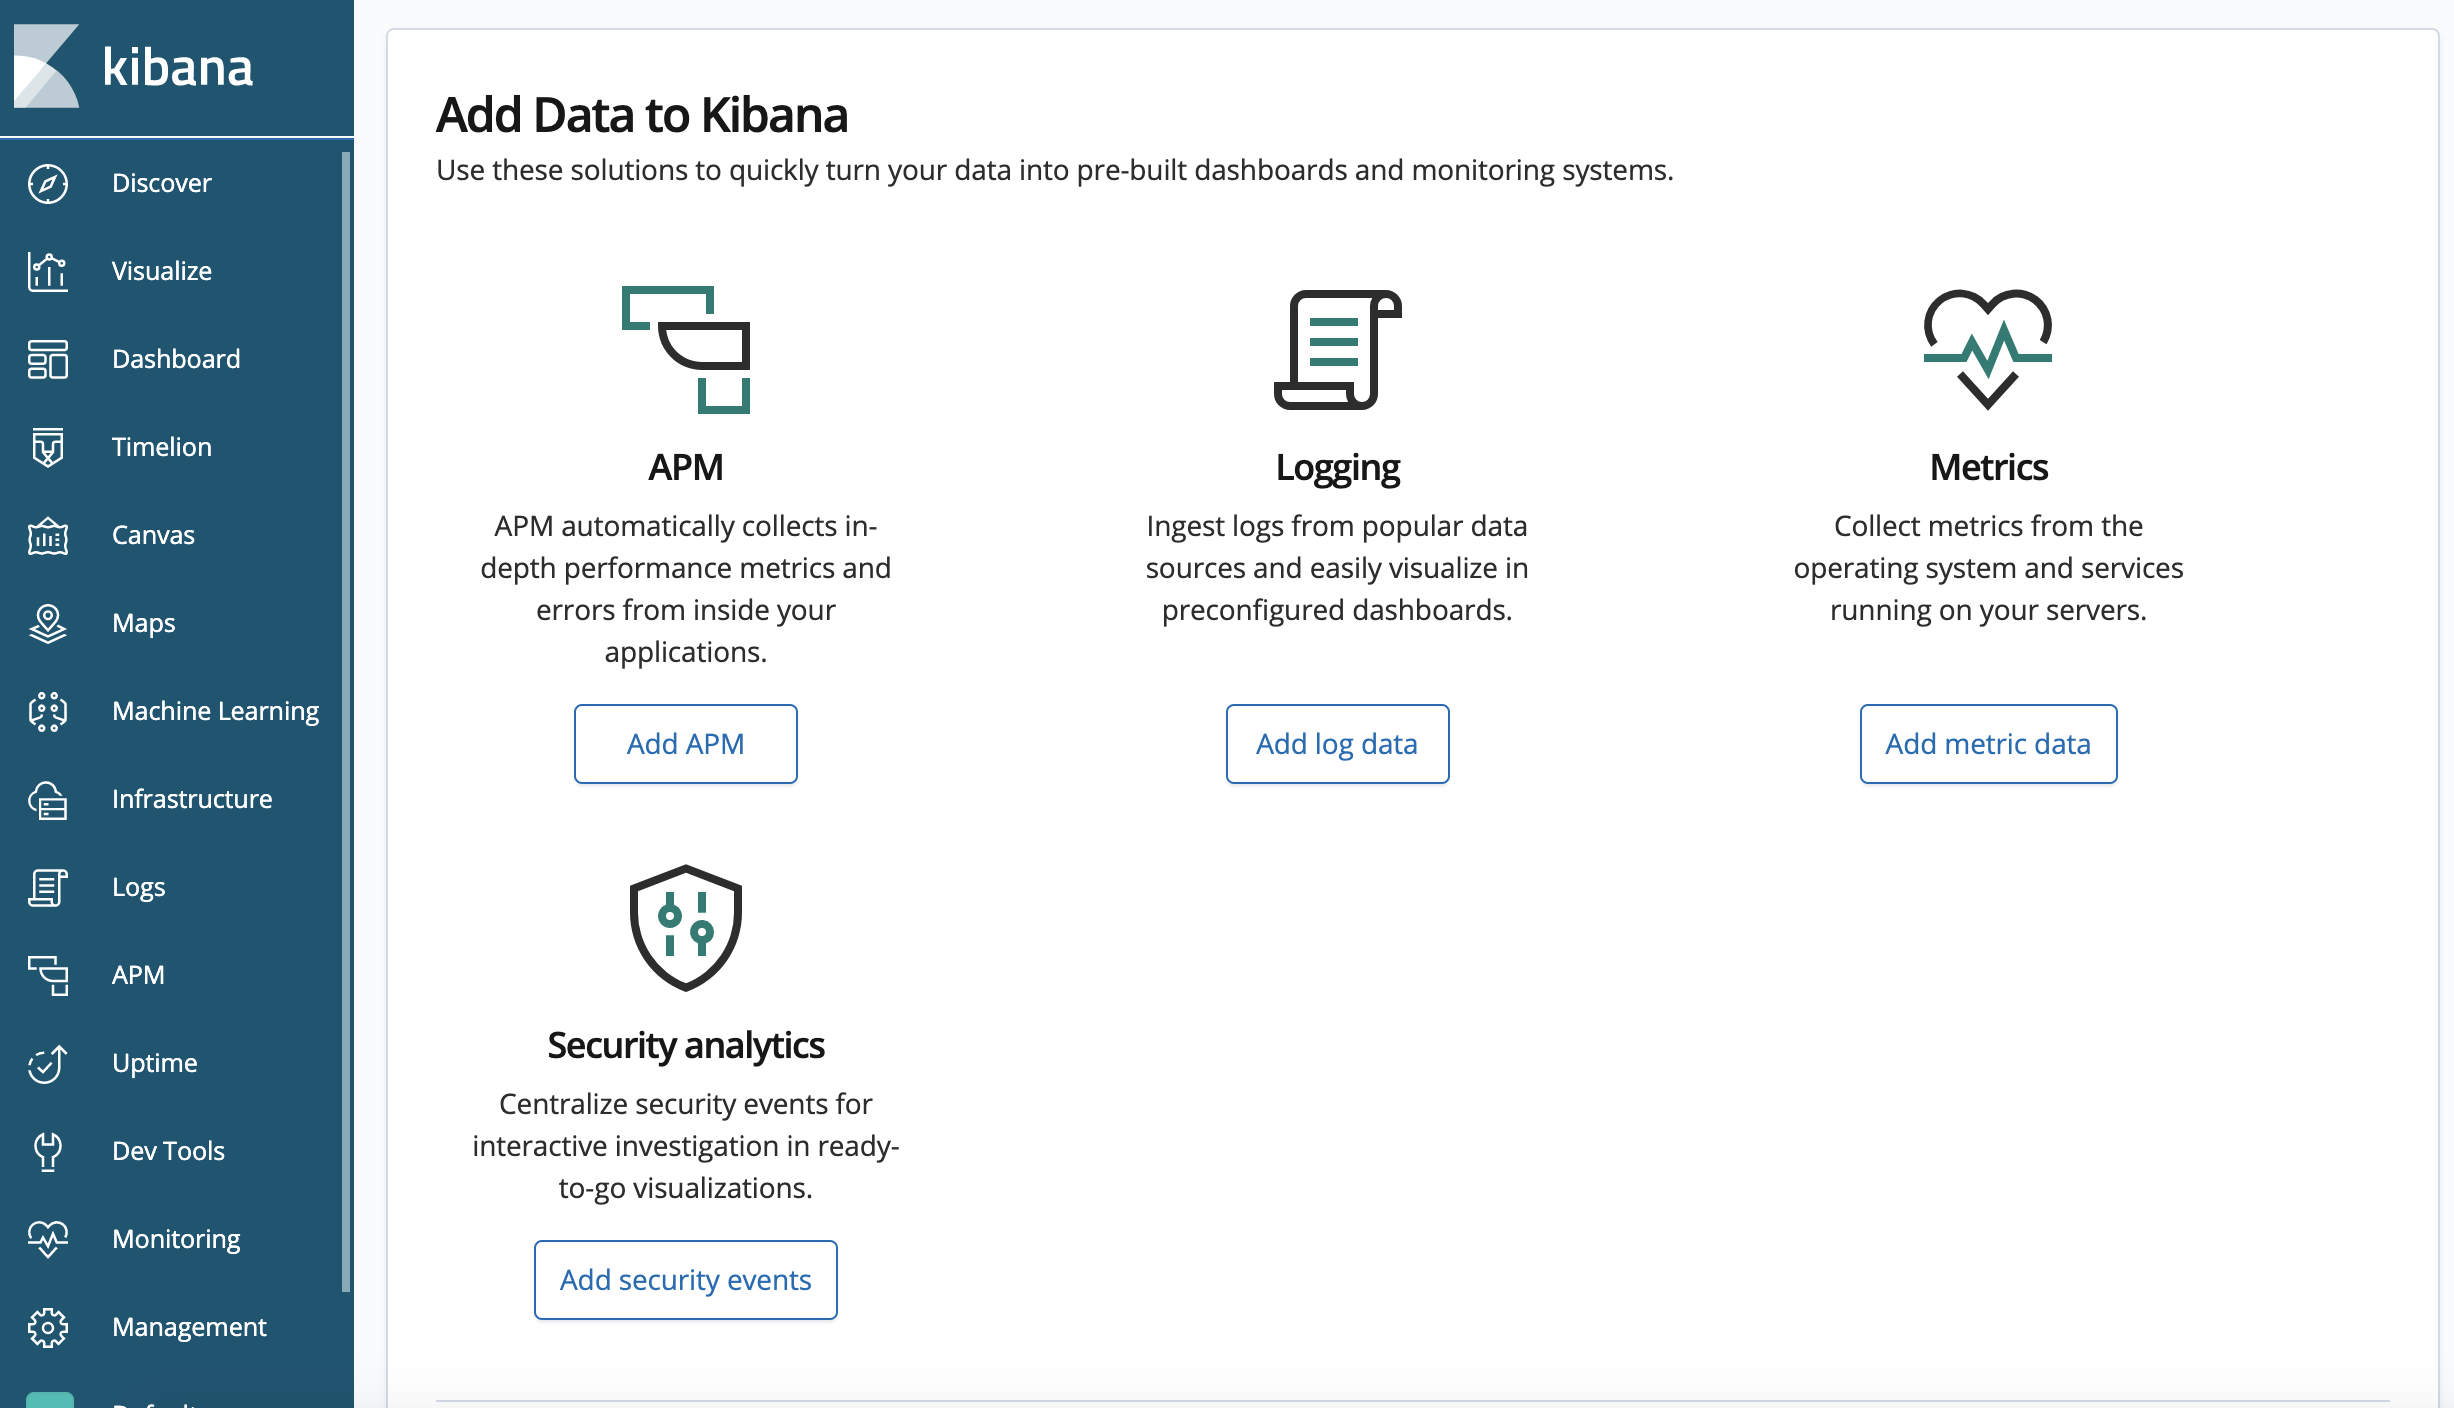 kibana
Discover
Visualize
Dashboard
Timelion
Canvas
Maps
Machine Learning
Infrastructure
Logs
APM
Uptime
Dev Tools
Monitoring
Management
Add Data to Kibana
Use these solutions to quickly turn your data into pre-built dashboards and monitoring systems.
APM
APM automatically collects in-
depth performance metrics and
errors from inside your
applications.
Add APM
Logging
Ingest logs from popular data
sources and easily visualize in
preconfigured dashboards.
Add log data
Metrics
Collect metrics from the
operating system and services
running on your servers.
Add metric data
Security analytics
Centralize security events for
interactive investigation in ready-
to-go visualizations.
Add security events